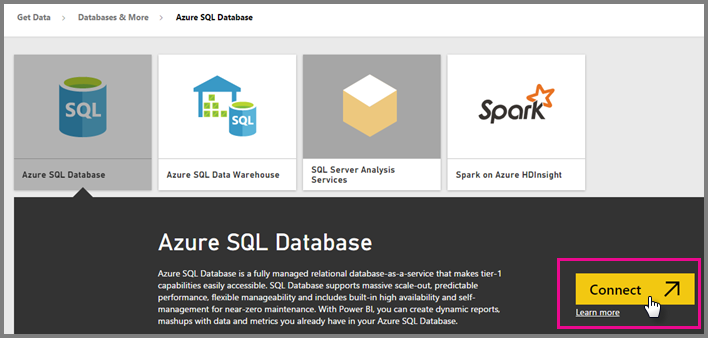 Get Data > Databases & More > Azure SQL Database
SQL
SQL
Spark
Azure SQL Database
Azure SQL Data Warehouse
SQL Server Analysis
Services
Spark on Azure HDInsight
Azure SQL Database
Azure SQL Database is a fully managed relational database-as-a-service that makes tier-1
capabilities easily accessible. SQL Database supports massive scale-out, predictable
performance, flexible manageability and includes built-in high availability and self-
management for near-zero maintenance. With Power BI, you can create dynamic reports,
mashups with data and metrics you already have in your Azure SQL Database.
Connect
Learn more